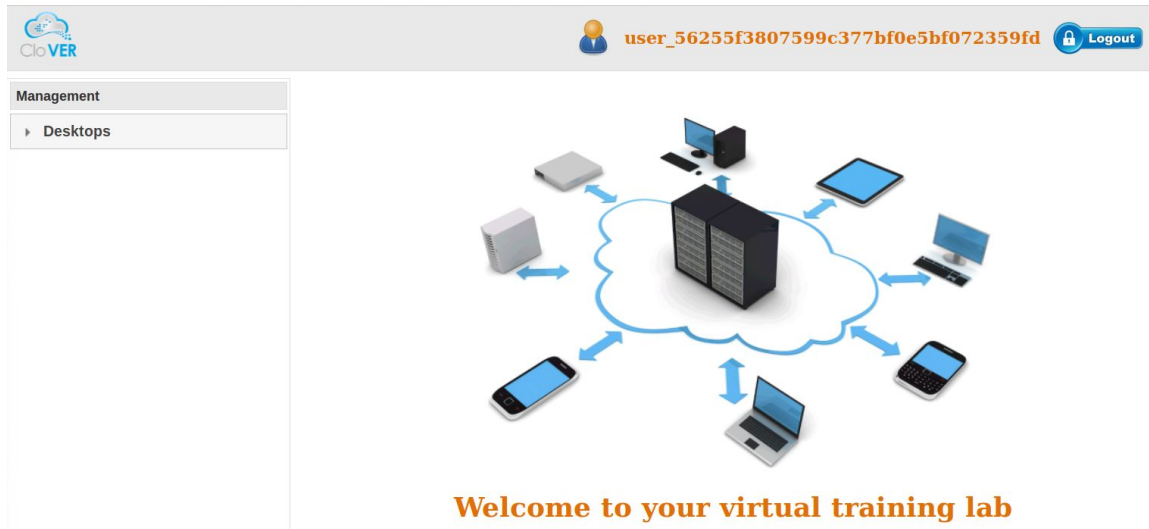 CloVER
user_56255f3807599c377bf0e5bf072359fd
Logout
Management
Desktops
Welcome to your virtual training lab